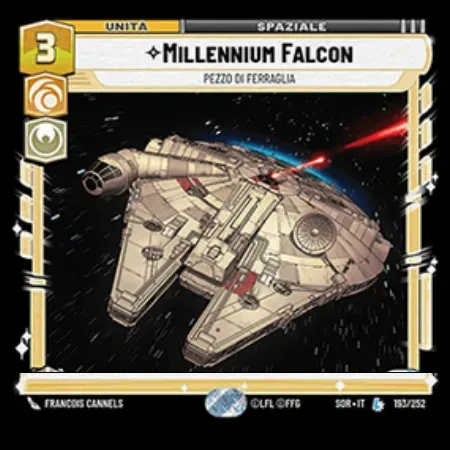 UNITÀ
SPAZIALE
3
MILLENNIUM FALCON
PEZZO DI FERRAGLIA
FRANCOIS CANNELS
©LFL ©FFG
SOR • IT
193/252